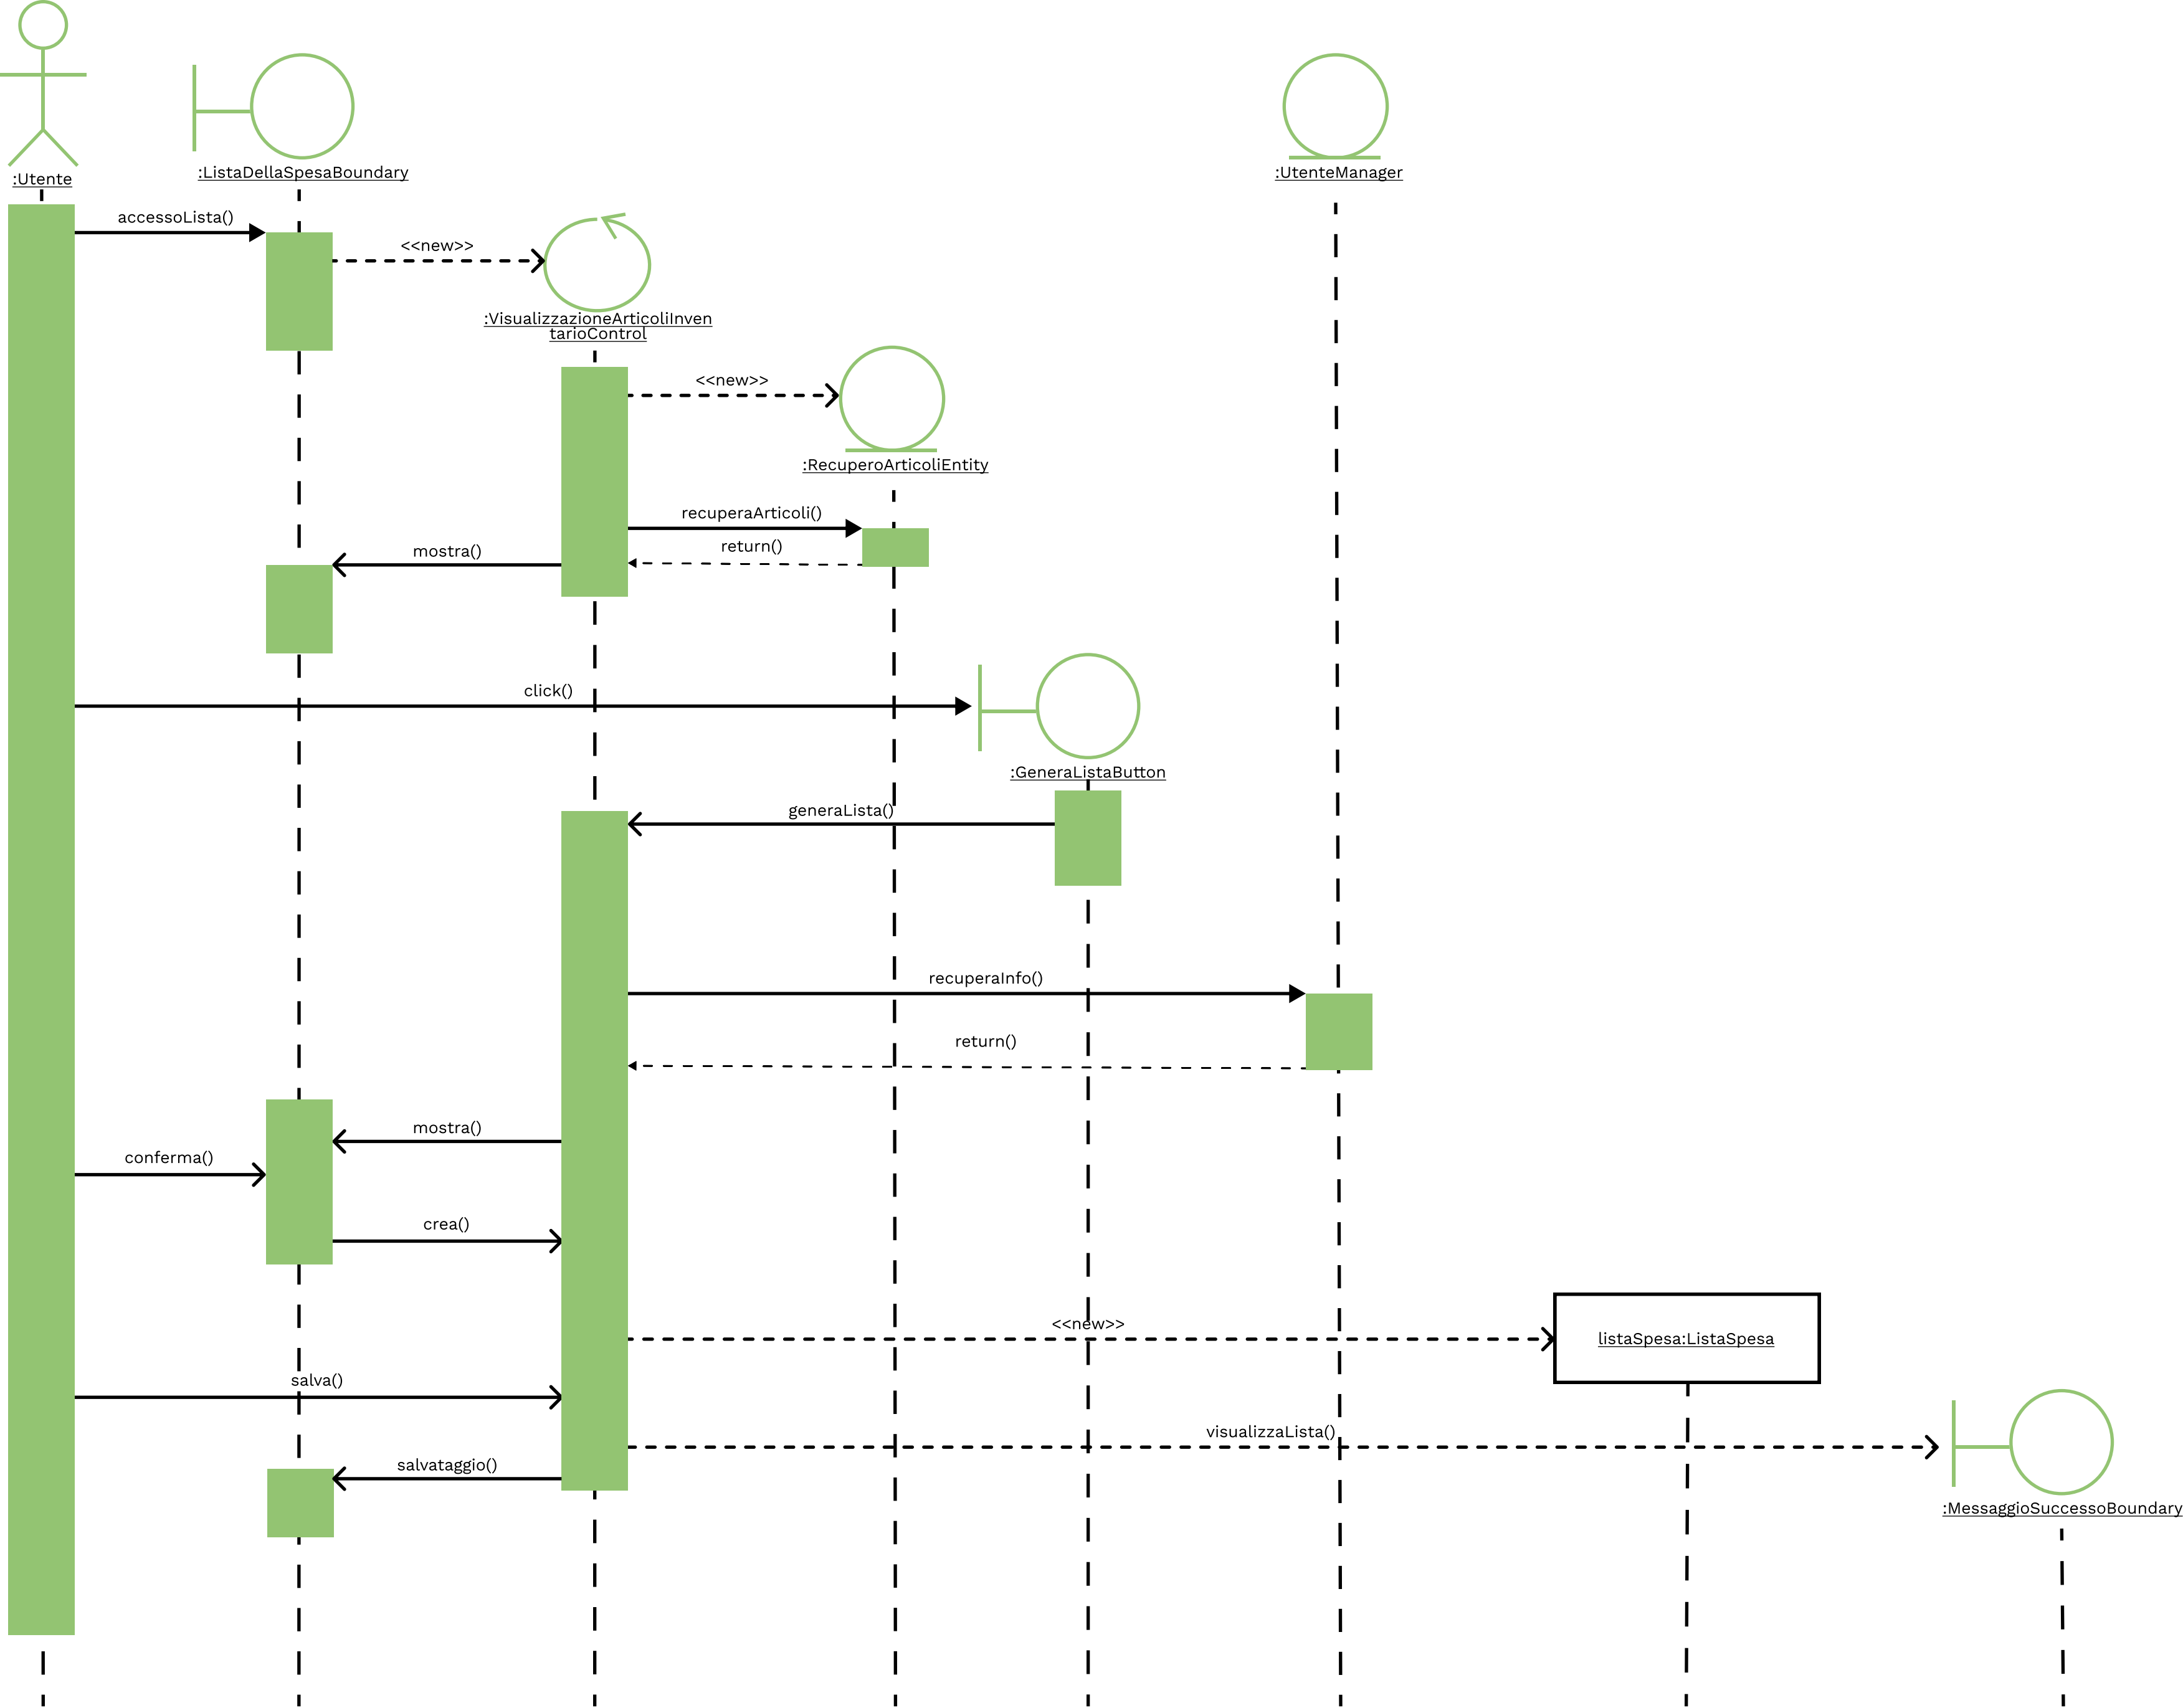 :Utente
:ListaDellaSpesaBoundary
:UtenteManager
accessoLista()
<<new>>
:VisualizzazioneArticoliInven
tarioControl
<<new>>
:RecuperoArticoliEntity
recuperaArticoli()
return()
mostra()
click()
:GeneraListaButton
generaLista()
recuperaInfo()
return()
mostra()
conferma()
crea()
<<new>>
listaSpesa:ListaSpesa
salva()
visualizzaLista()
salvataggio()
:MessaggioSuccessoBoundary